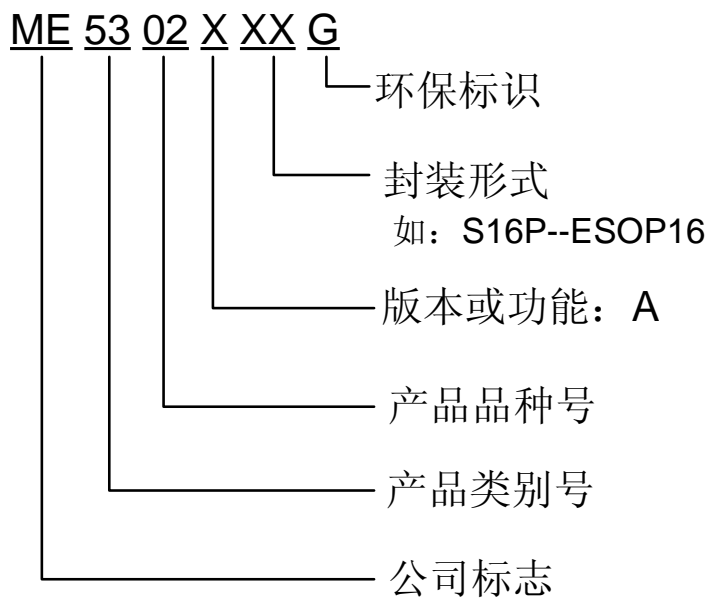 ME 53 02 X XX G
环保标识
封装形式
如：S16P--ESOP16
版本或功能：A
产品品种号
产品类别号
公司标志